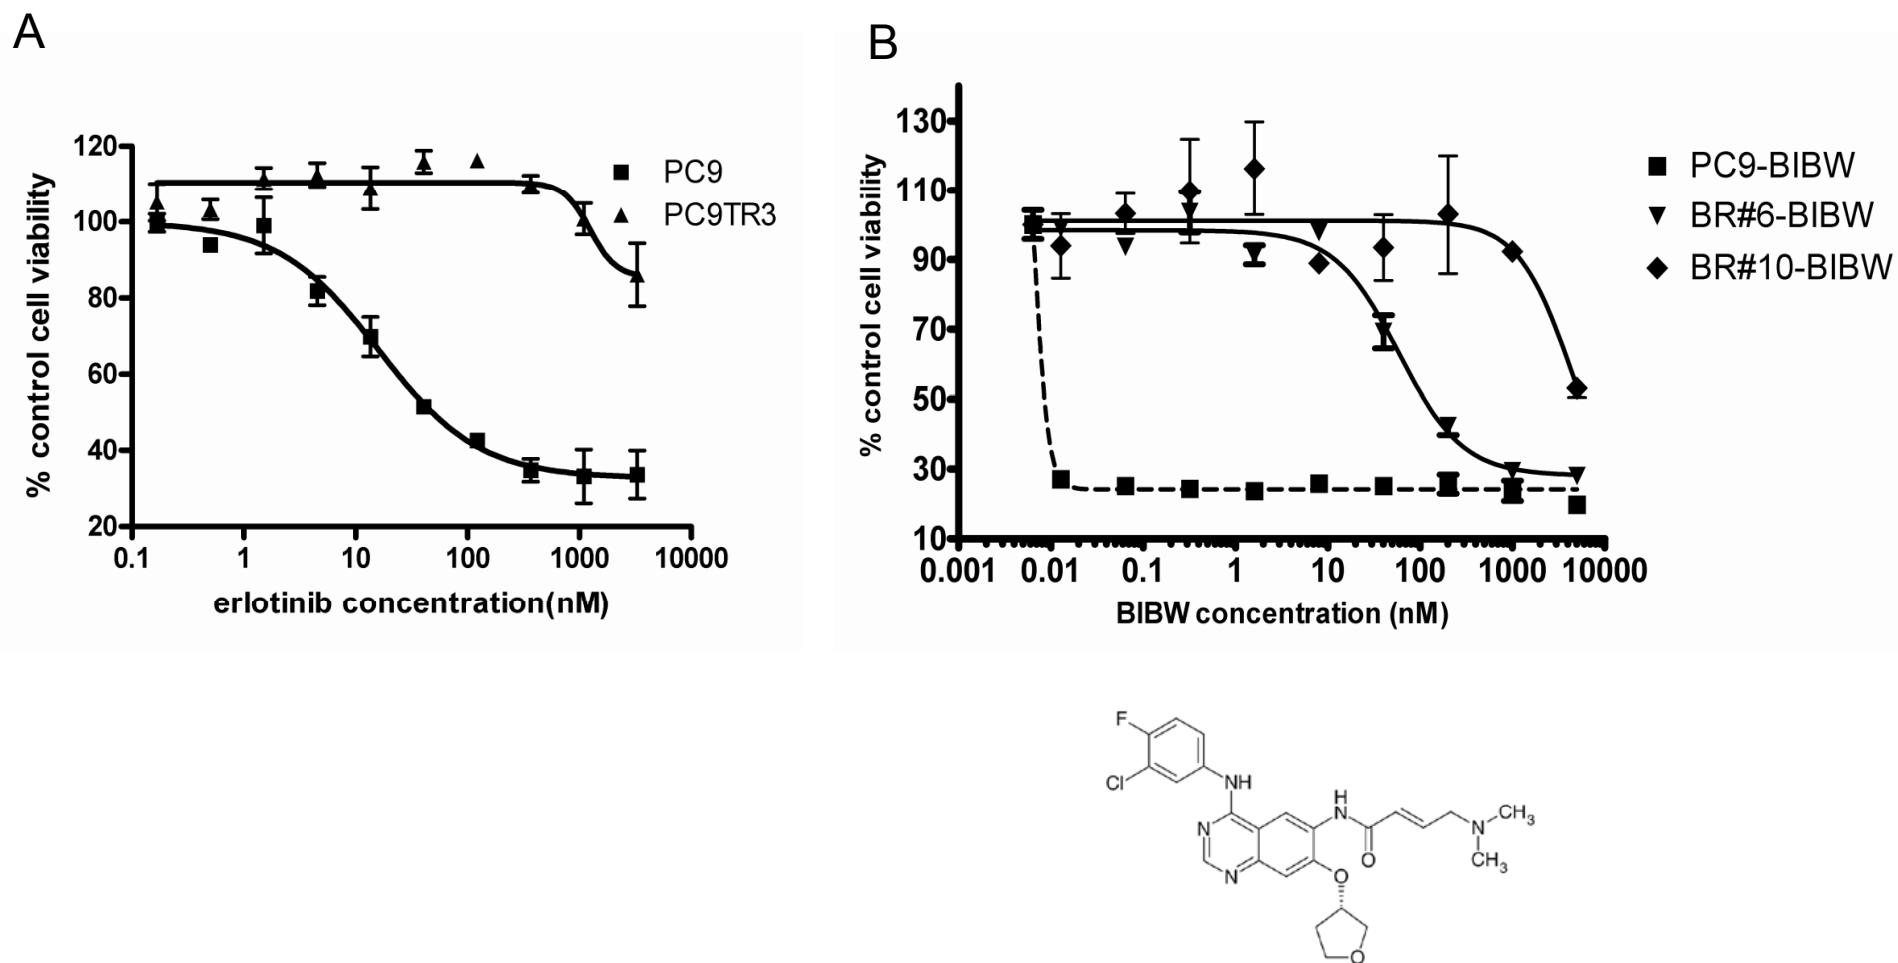 A
B
% control cell viability
120
100
80
60
40
20
0.1
1
10
100
1000
10000
erlotinib concentration(nM)
PC9
PC9TR3
% control cell viability
130
110
90
70
50
30
10
0.001
0.01
0.1
1
10
100
1000
10000
BIBW concentration (nM)
PC9-BIBW
BR#6-BIBW
BR#10-BIBW
F
Cl
NH
N
N
H
N
O
O
N
CH3
CH3
O